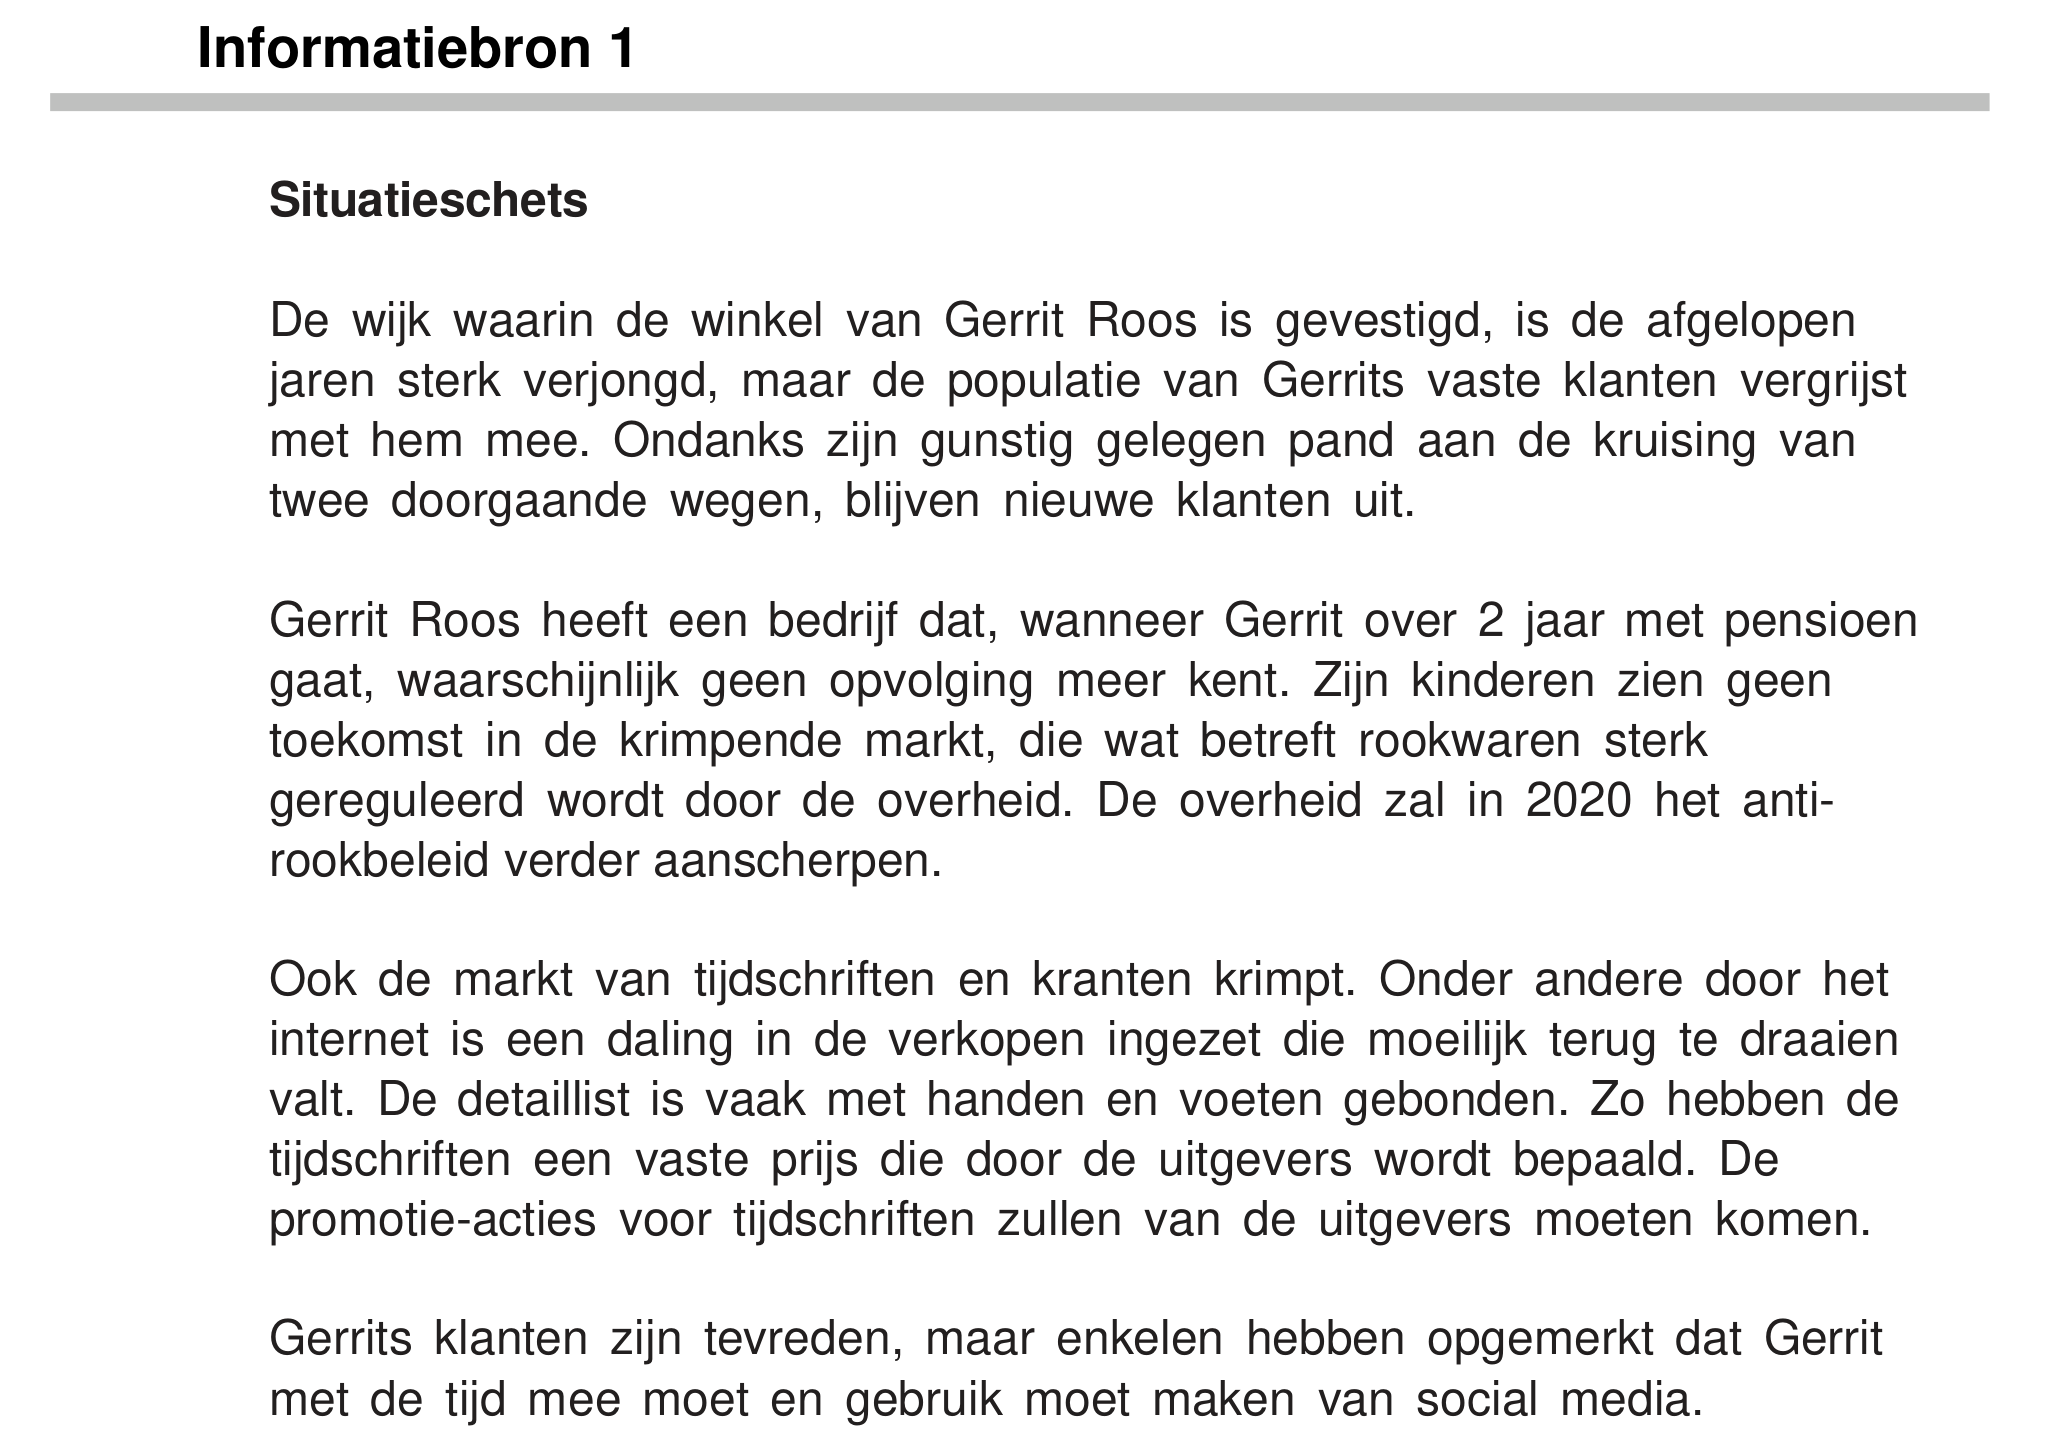 Informatiebron 1
Situatieschets
De wijk waarin de winkel van Gerrit Roos is gevestigd, is de afgelopen
jaren sterk verjongd, maar de populatie van Gerrits vaste klanten vergrijst
met hem mee. Ondanks zijn gunstig gelegen pand aan de kruising van
twee doorgaande wegen, blijven nieuwe klanten uit.
Gerrit Roos heeft een bedrijf dat, wanneer Gerrit over 2 jaar met pensioen
gaat, waarschijnlijk geen opvolging meer kent. Zijn kinderen zien geen
toekomst in de krimpende markt, die wat betreft rookwaren sterk
gereguleerd wordt door de overheid. De overheid zal in 2020 het anti-
rookbeleid verder aanscherpen.
Ook de markt van tijdschriften en kranten krimpt. Onder andere door het
internet is een daling in de verkopen ingezet die moeilijk terug te draaien
valt. De detaillist is vaak met handen en voeten gebonden. Zo hebben de
tijdschriften een vaste prijs die door de uitgevers wordt bepaald. De
promotie-acties voor tijdschriften zullen van de uitgevers moeten komen.
Gerrits klanten zijn tevreden, maar enkelen hebben opgemerkt dat Gerrit
met de tijd mee moet en gebruik moet maken van social media.